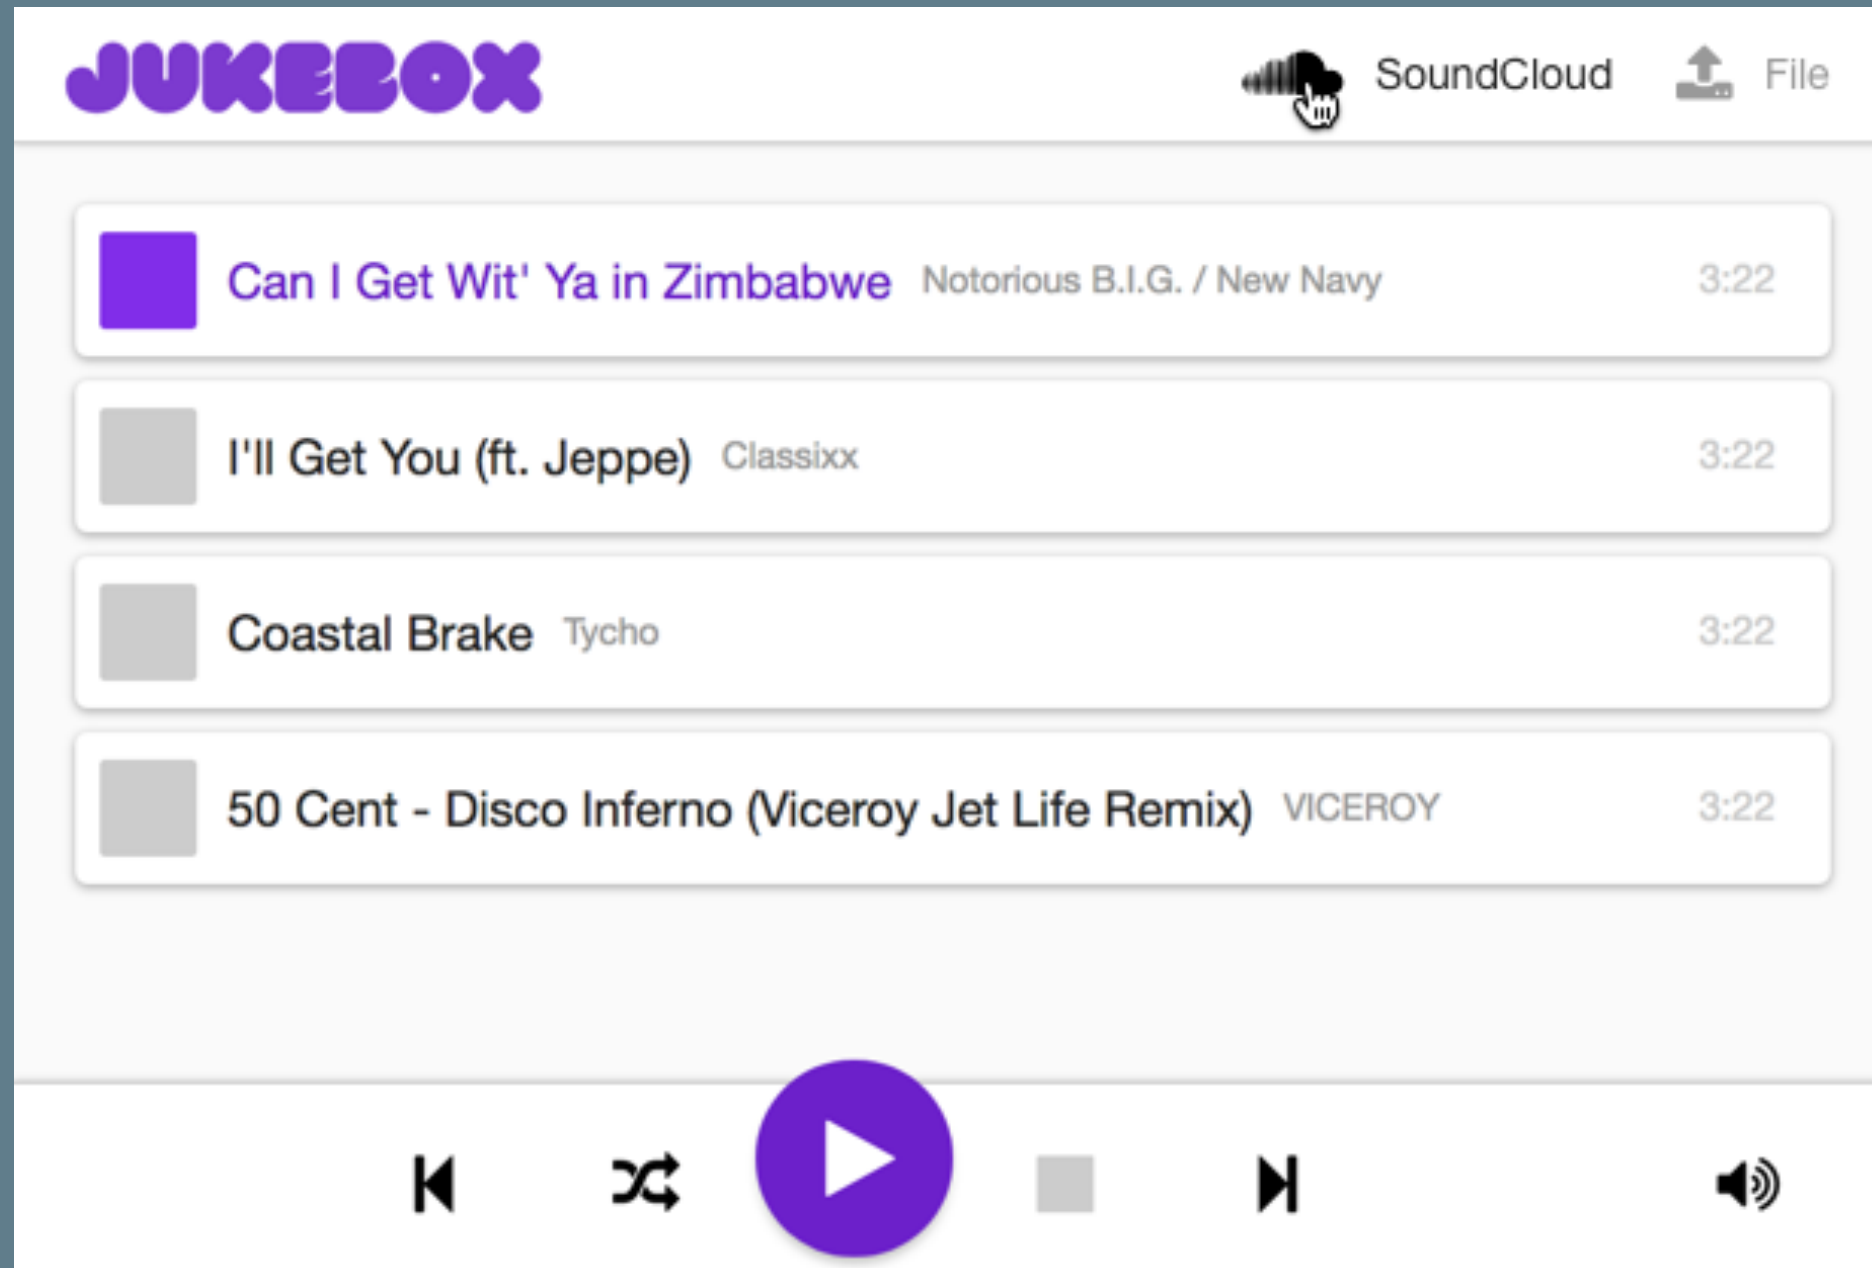 JUKEBOX
SoundCloud File
Can I Get Wit' Ya in Zimbabwe Notorious B.I.G. / New Navy 3:22
I'll Get You (ft. Jeppe) Classixx 3:22
Coastal Brake Tycho 3:22
50 Cent - Disco Inferno (Viceroy Jet Life Remix) VICEROY 3:22